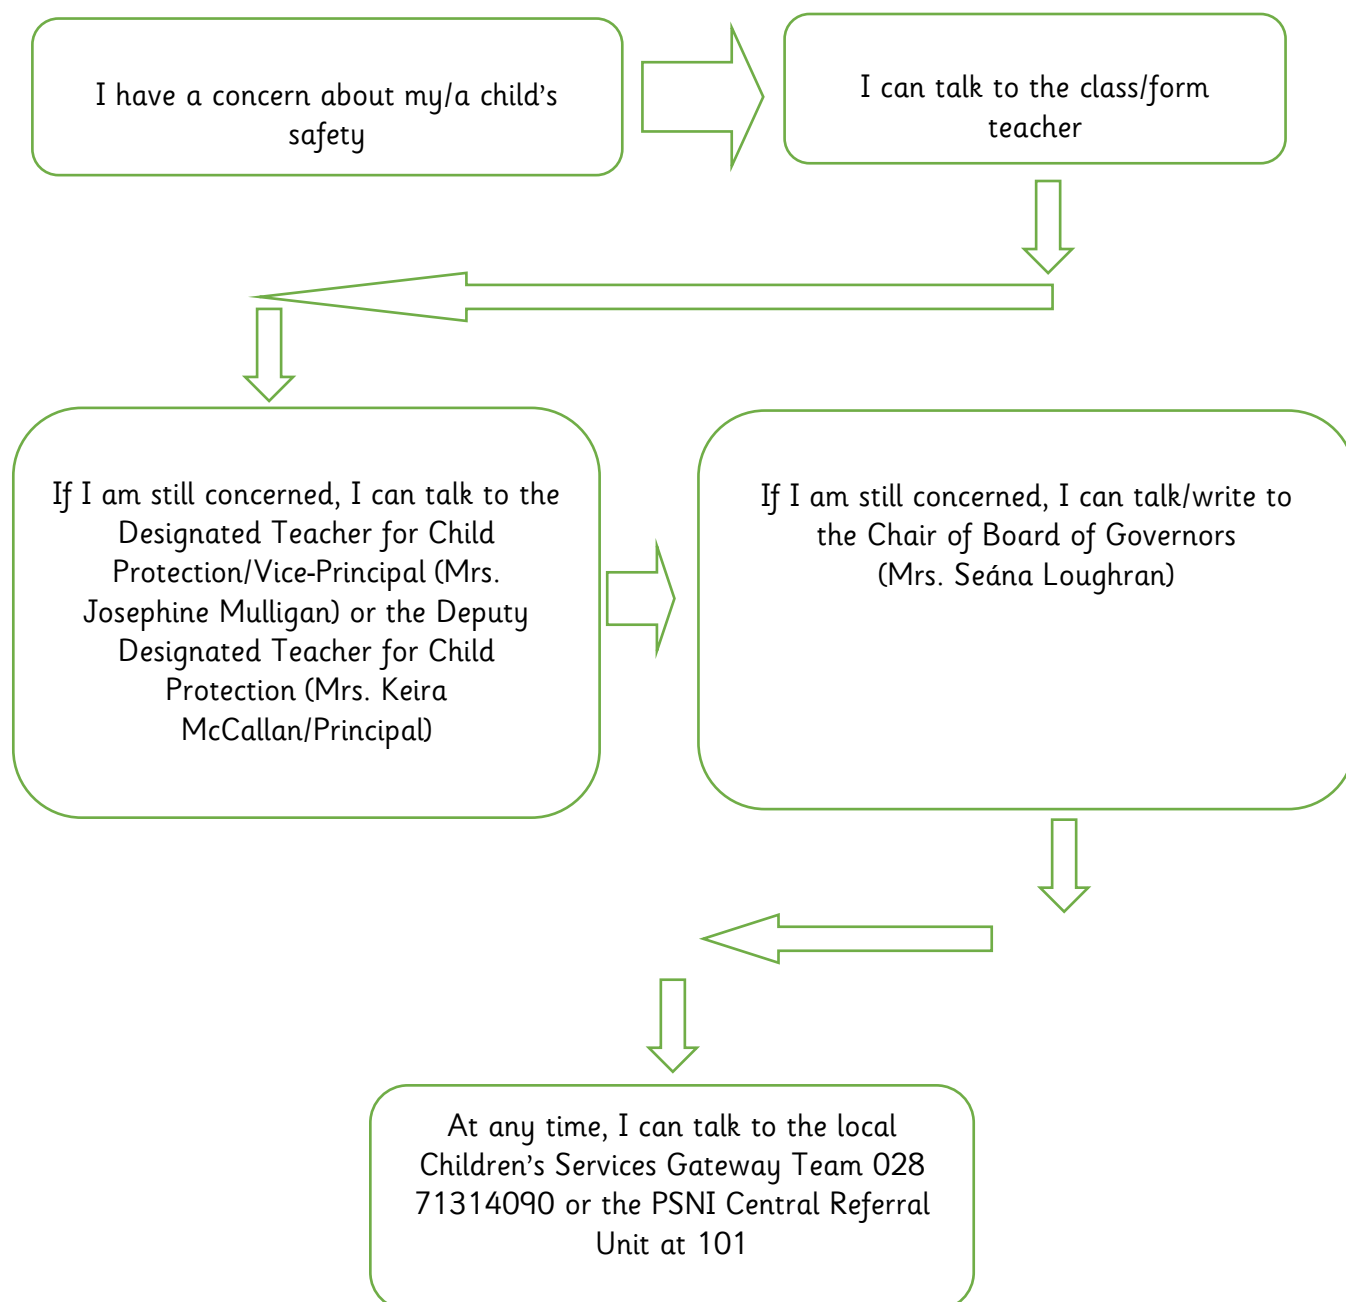 I have a concern about my/a child's
safety
I can talk to the class/form
teacher
If I am still concerned, I can talk to the
Designated Teacher for Child
Protection/Vice-Principal (Mrs.
Josephine Mulligan) or the Deputy
Designated Teacher for Child
Protection (Mrs. Keira
McCallan/Principal)
If I am still concerned, I can talk/write to
the Chair of Board of Governors
(Mrs. Seána Loughran)
At any time, I can talk to the local
Children's Services Gateway Team 028
71314090 or the PSNI Central Referral
Unit at 101